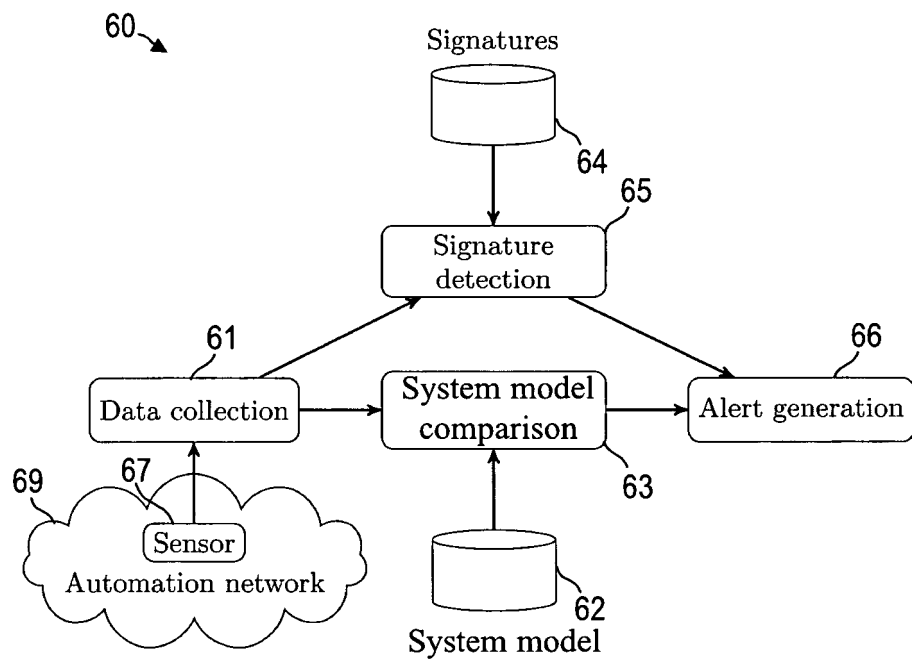 60
Signatures
64
65
Signature
detection
61
66
Data collection
System model
comparison
Alert generation
63
69
67
Sensor
Automation network
62
System model